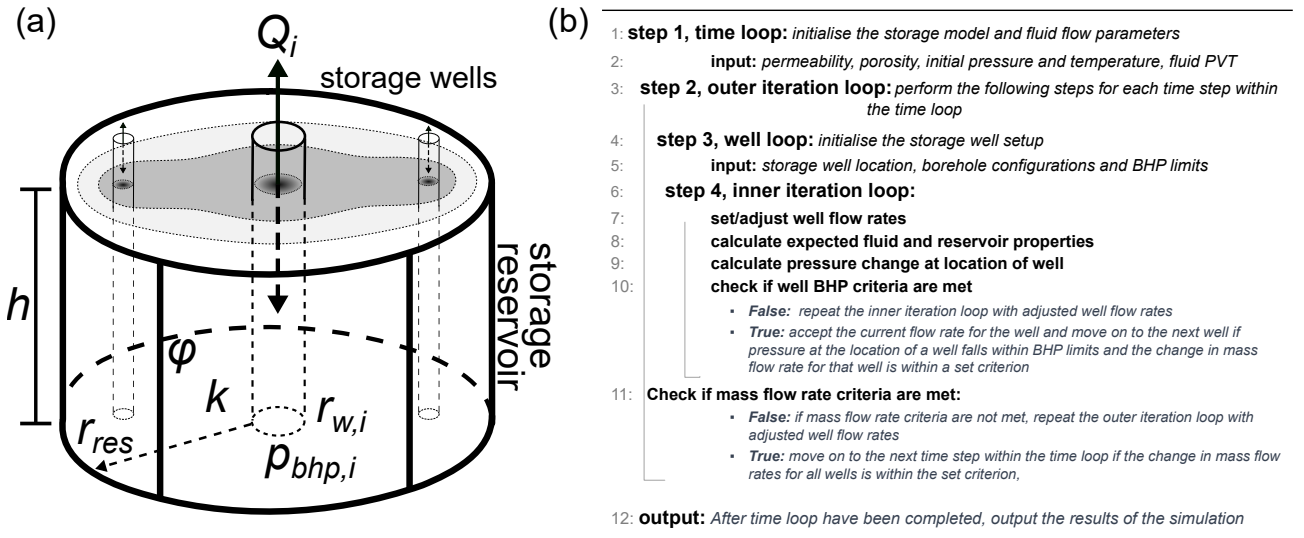 (a)
Q_i
storage wells
h
φ
k
r_res
r_w,i
p_bhp,i
storage
reservoir
(b)
1: step 1, time loop: initialise the storage model and fluid flow parameters
2: input: permeability, porosity, initial pressure and temperature, fluid PVT
3: step 2, outer iteration loop: perform the following steps for each time step within
the time loop
4: step 3, well loop: initialise the storage well setup
5: input: storage well location, borehole configurations and BHP limits
6: step 4, inner iteration loop:
7: set/adjust well flow rates
8: calculate expected fluid and reservoir properties
9: calculate pressure change at location of well
10: check if well BHP criteria are met
▪ False: repeat the inner iteration loop with adjusted well flow rates
▪ True: accept the current flow rate for the well and move on to the next well if
pressure at the location of a well falls within BHP limits and the change in mass
flow rate for that well is within a set criterion
11: Check if mass flow rate criteria are met:
▪ False: if mass flow rate criteria are not met, repeat the outer iteration loop with
adjusted well flow rates
▪ True: move on to the next time step within the time loop if the change in mass flow
rates for all wells is within the set criterion,
12: output: After time loop have been completed, output the results of the simulation